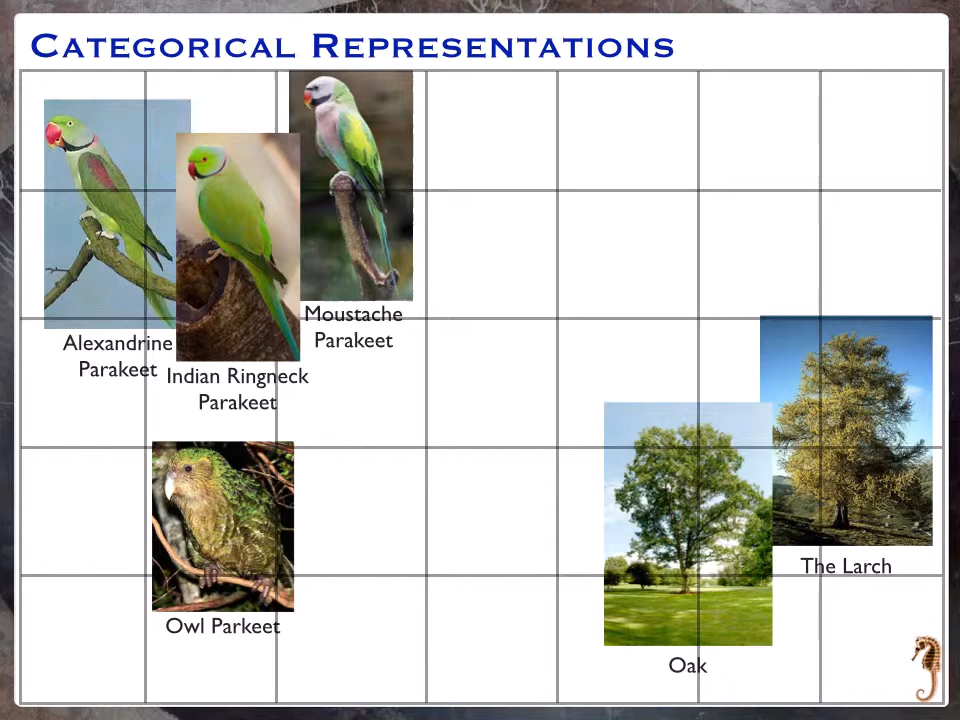 Categorical Representations
Moustache
Parakeet
Alexandrine
Parakeet
Indian Ringneck
Parakeet
The Larch
Owl Parkeet
Oak